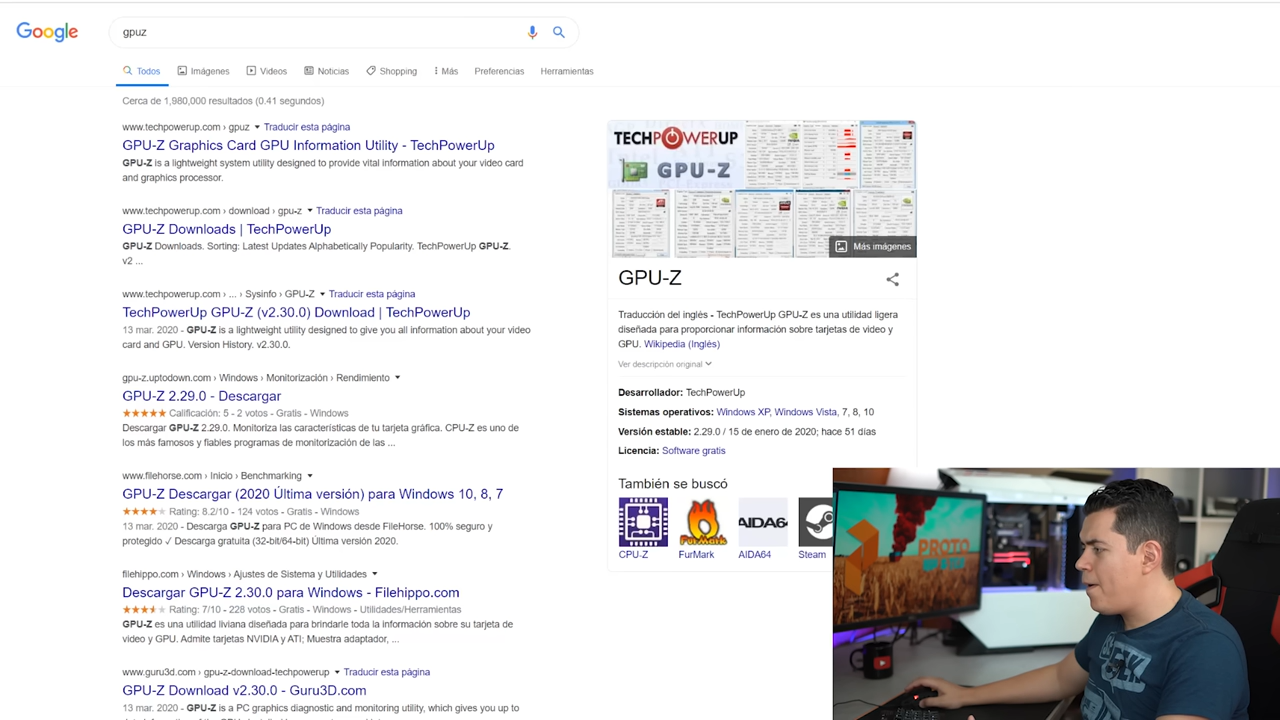 Google
gpuz
Todos
Imágenes
Videos
Noticias
Shopping
Más
Preferencias
Herramientas
Cerca de 1,980,000 resultados (0.41 segundos)
www.techpowerup.com › gpuz Traducir esta página
GPU-Z Graphics Card GPU Information Utility - TechPowerUp
GPU-Z is a lightweight system utility designed to provide vital information about your video card
and graphics processor.
www.techpowerup.com › download › gpu-z Traducir esta página
GPU-Z Downloads | TechPowerUp
GPU-Z Downloads. Sorting: Latest Updates Alphabetically Popularity. TechPowerUp GPU-Z
v2 ...
www.techpowerup.com › ... › Sysinfo › GPU-Z Traducir esta página
TechPowerUp GPU-Z (v2.30.0) Download | TechPowerUp
13 mar. 2020 - GPU-Z is a lightweight utility designed to give you all information about your video
card and GPU. Version History. v2.30.0.
gpu-z.uptodown.com › Windows › Monitorización › Rendimiento
GPU-Z 2.29.0 - Descargar
Calificación: 5 - 2 votos - Gratis - Windows
Descargar GPU-Z 2.29.0. Monitoriza las características de tu tarjeta gráfica. CPU-Z es uno de
los más famosos y fiables programas de monitorización de las ...
www.filehorse.com › Inicio › Benchmarking
GPU-Z Descargar (2020 Última versión) para Windows 10, 8, 7
Rating: 8.2/10 - 124 votos - Gratis - Windows
13 mar. 2020 - Descarga GPU-Z para PC de Windows desde FileHorse. 100% seguro y
protegido ✓ Descarga gratuita (32-bit/64-bit) Última versión 2020.
filehippo.com › Windows › Ajustes de Sistema y Utilidades
Descargar GPU-Z 2.30.0 para Windows - Filehippo.com
Rating: 7/10 - 228 votos - Gratis - Windows - Utilidades/Herramientas
GPU-Z es una utilidad liviana diseñada para brindarle toda la información sobre su tarjeta de
video y GPU. Admite tarjetas NVIDIA y ATI; Muestra adaptador, ...
www.guru3d.com › gpu-z-download-techpowerup Traducir esta página
GPU-Z Download v2.30.0 - Guru3D.com
13 mar. 2020 - GPU-Z is a PC graphics diagnostic and monitoring utility, which gives you up to
TECHPOWERUP
GPU-Z
Más imágenes
GPU-Z
Traducción del inglés - TechPowerUp GPU-Z es una utilidad ligera
diseñada para proporcionar información sobre tarjetas de video y
GPU. Wikipedia (Inglés)
Ver descripción original
Desarrollador: TechPowerUp
Sistemas operativos: Windows XP, Windows Vista, 7, 8, 10
Versión estable: 2.29.0 / 15 de enero de 2020; hace 51 días
Licencia: Software gratis
También se buscó
FURMARK
AIDA64
CPU-Z
FurMark
AIDA64
Steam
PROTO